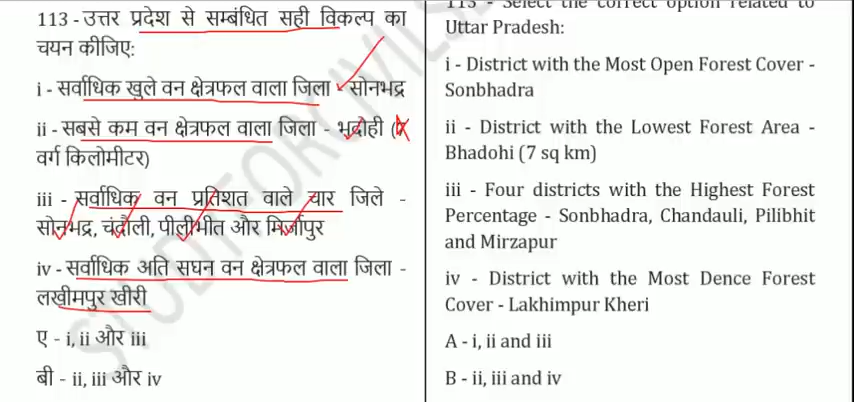 113 - उत्तर प्रदेश से सम्बंधित सही विकल्प का
चयन कीजिए:
i - सर्वाधिक खुले वन क्षेत्रफल वाला जिला - सोनभद्र
ii - सबसे कम वन क्षेत्रफल वाला जिला - भदोही (7
वर्ग किलोमीटर)
iii - सर्वाधिक वन प्रतिशत वाले चार जिले -
सोनभद्र, चंदौली, पीलीभीत और मिर्जापुर
iv - सर्वाधिक अति सघन वन क्षेत्रफल वाला जिला -
लखीमपुर खीरी
ए - i, ii और iii
बी - ii, iii और iv
113 - Select the correct option related to
Uttar Pradesh:
i - District with the Most Open Forest Cover -
Sonbhadra
ii - District with the Lowest Forest Area -
Bhadohi (7 sq km)
iii - Four districts with the Highest Forest
Percentage - Sonbhadra, Chandauli, Pilibhit
and Mirzapur
iv - District with the Most Dence Forest
Cover - Lakhimpur Kheri
A - i, ii and iii
B - ii, iii and iv
STUDYFORCIVILSE